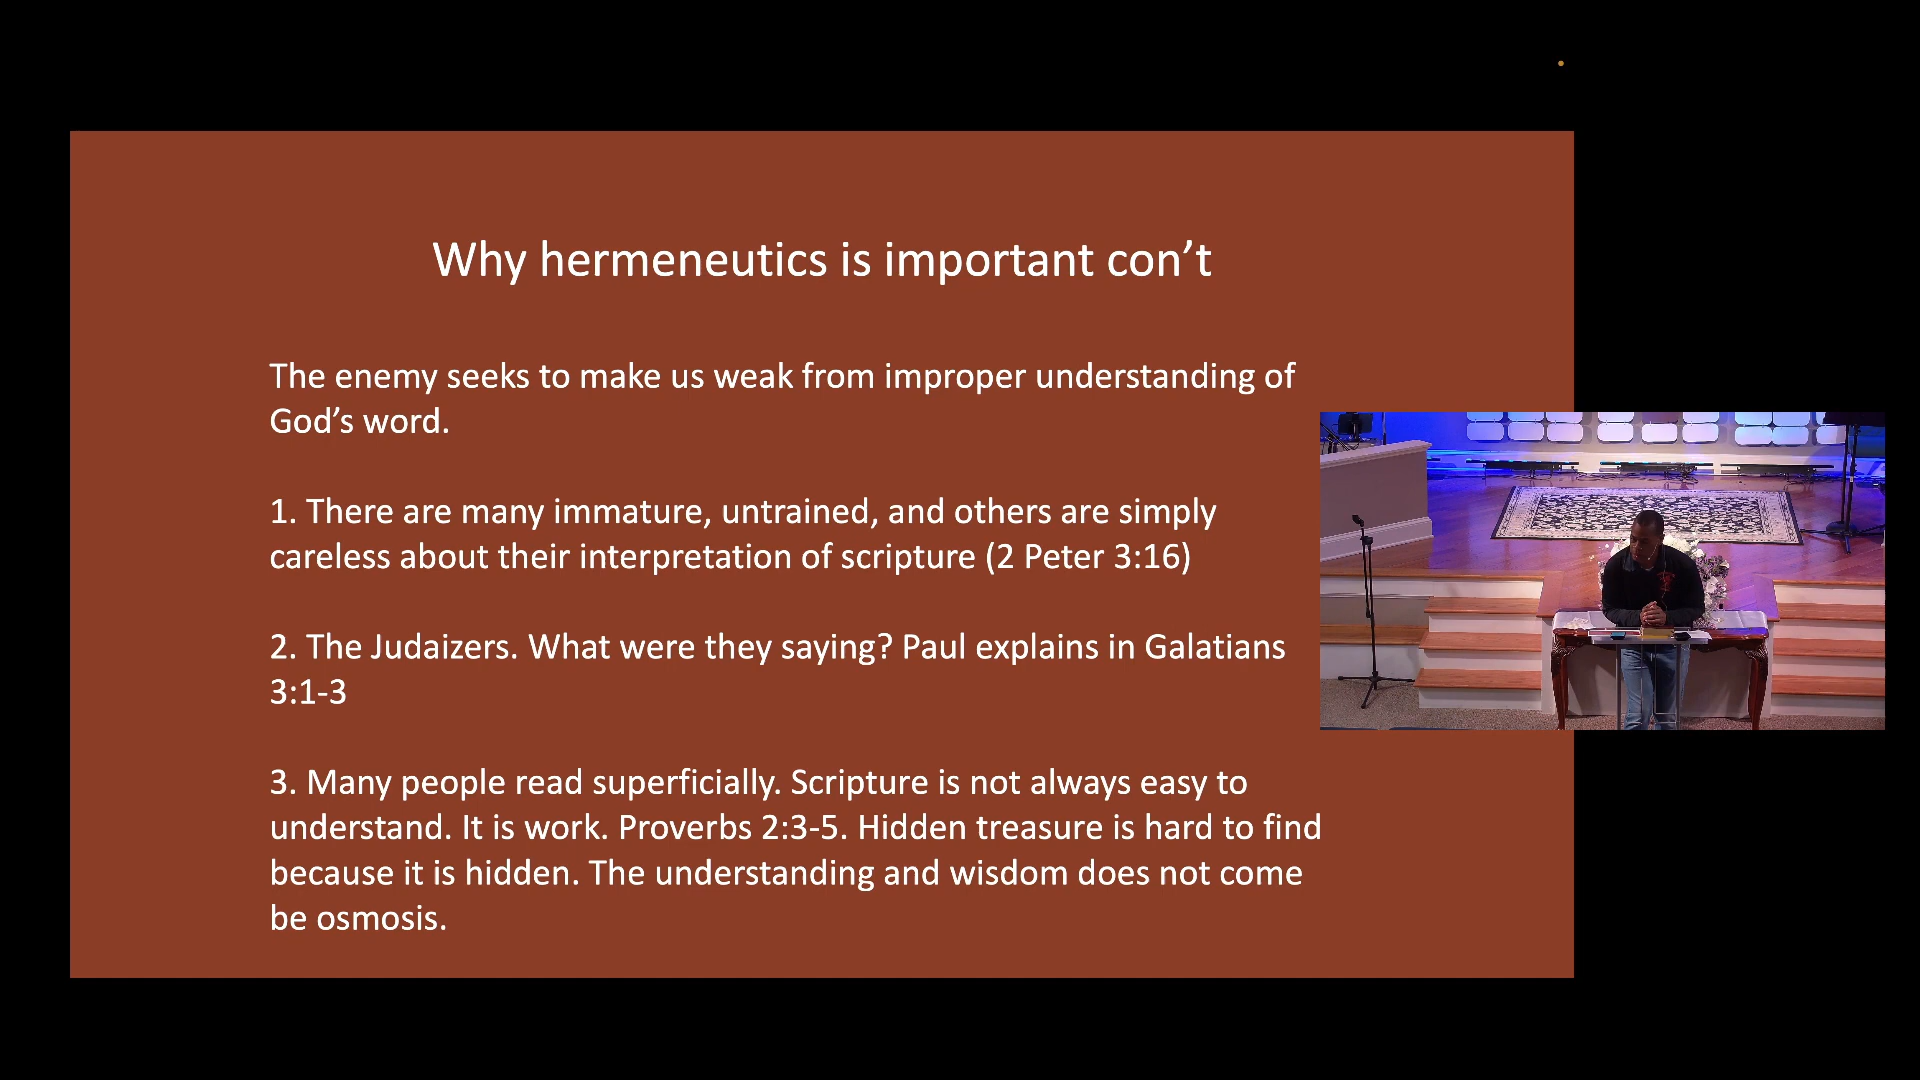 Why hermeneutics is important con’t
The enemy seeks to make us weak from improper understanding of
God’s word.
1. There are many immature, untrained, and others are simply
careless about their interpretation of scripture (2 Peter 3:16)
2. The Judaizers. What were they saying? Paul explains in Galatians
3:1-3
3. Many people read superficially. Scripture is not always easy to
understand. It is work. Proverbs 2:3-5. Hidden treasure is hard to find
because it is hidden. The understanding and wisdom does not come
be osmosis.